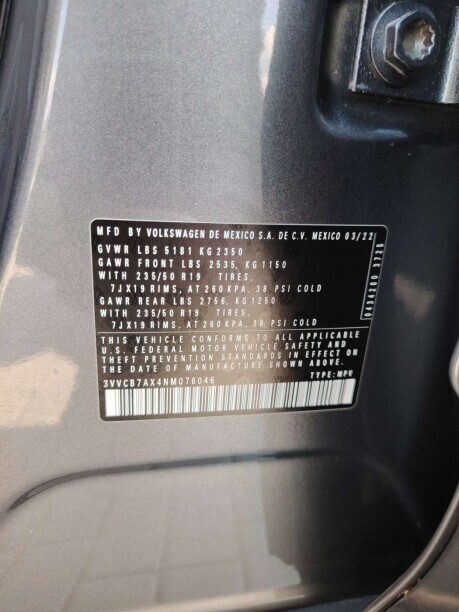 MFD BY VOLKSWAGEN DE MEXICO S.A. DE C.V. MEXICO 03/22
GVWR LBS 5181 KG 2350
GAWR FRONT LBS 2535, KG 1150
WITH 235/50 R19 TIRES.
7JX19 RIMS, AT 260 KPA, 38 PSI COLD
GAWR REAR LBS 2756, KG 1250
WITH 235/50 R19 TIRES.
7JX19 RIMS, AT 260 KPA, 38 PSI COLD
THIS VEHICLE CONFORMS TO ALL APPLICABLE
U.S. FEDERAL MOTOR VEHICLE SAFETY AND
THEFT PREVENTION STANDARDS IN EFFECT ON
THE DATE OF MANUFACTURE SHOWN ABOVE.
3VVCB7AX4NM076046 TYPE: MPV